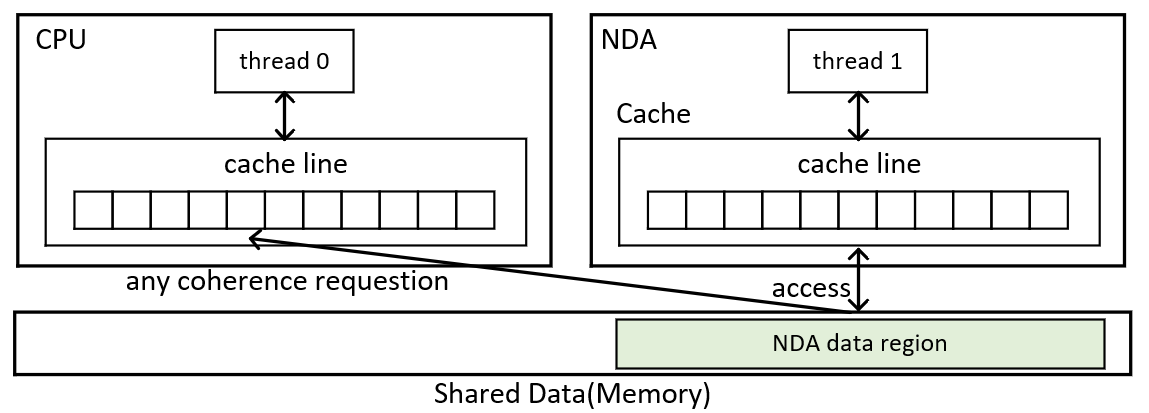 CPU
thread 0
cache line
NDA
thread 1
Cache
cache line
any coherence requestion
access
NDA data region
Shared Data(Memory)